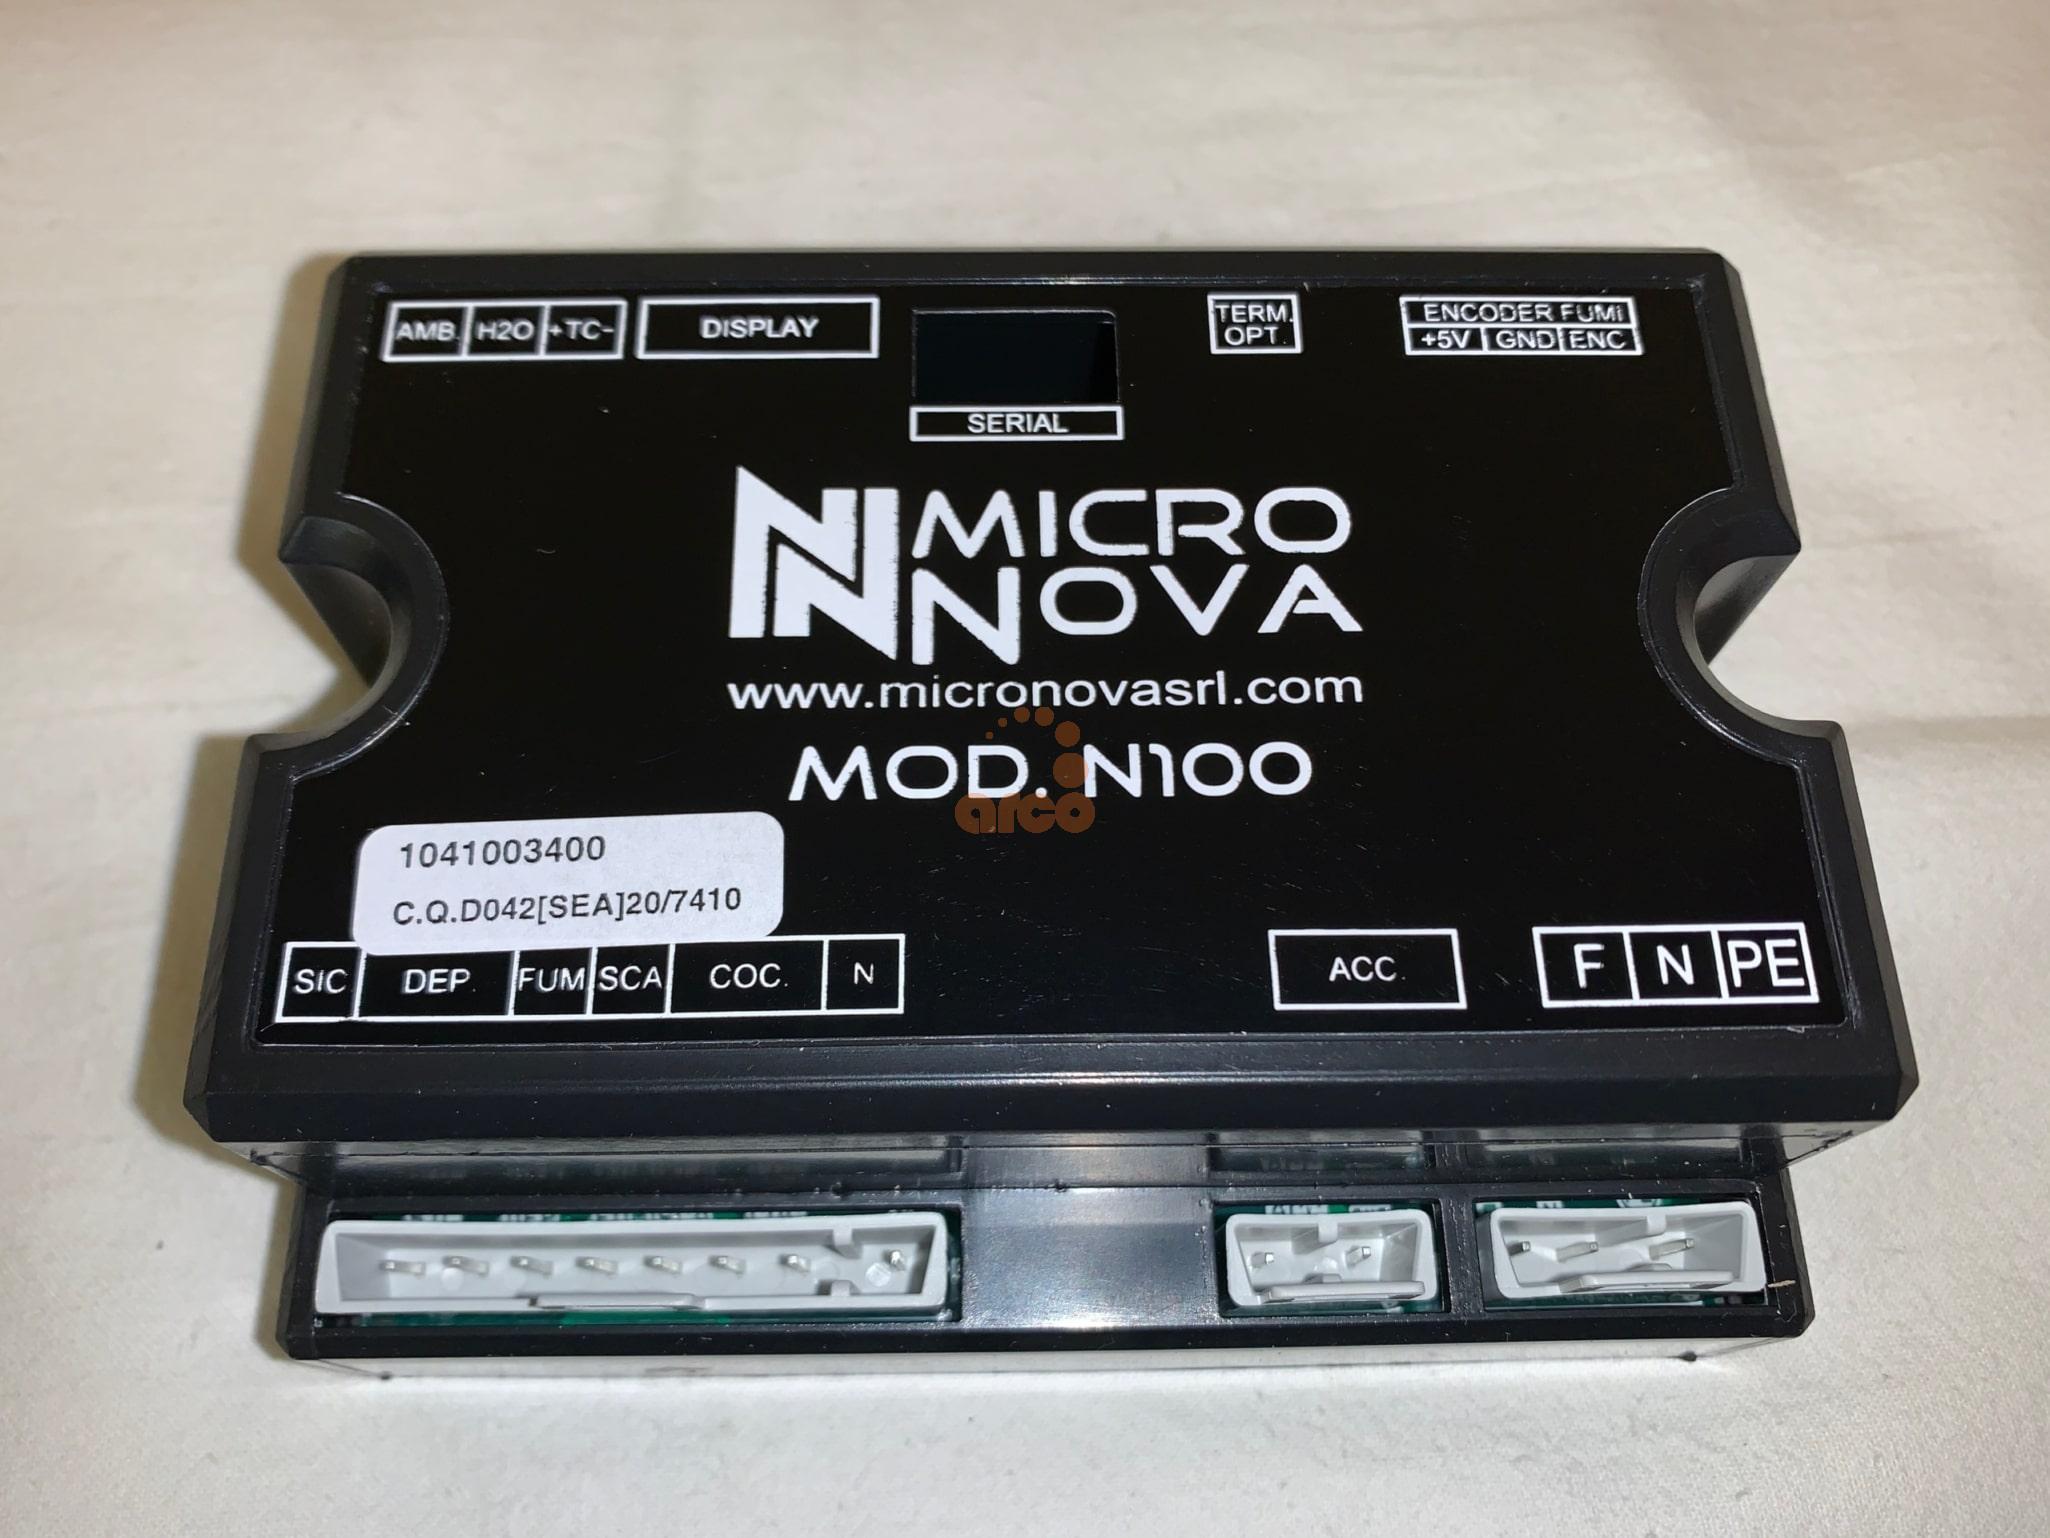 AMB. H2O +TC- DISPLAY
SERIAL
TERM.
OPT.
ENCODER FUMI
+5V GND ENC
MICRO
NOVA
www.micronovasrl.com
MOD. N100
arco
1041003400
C.Q.D042[SEA]20/7410
SIC DEP. FUM SCA COC. N
ACC.
F N PE